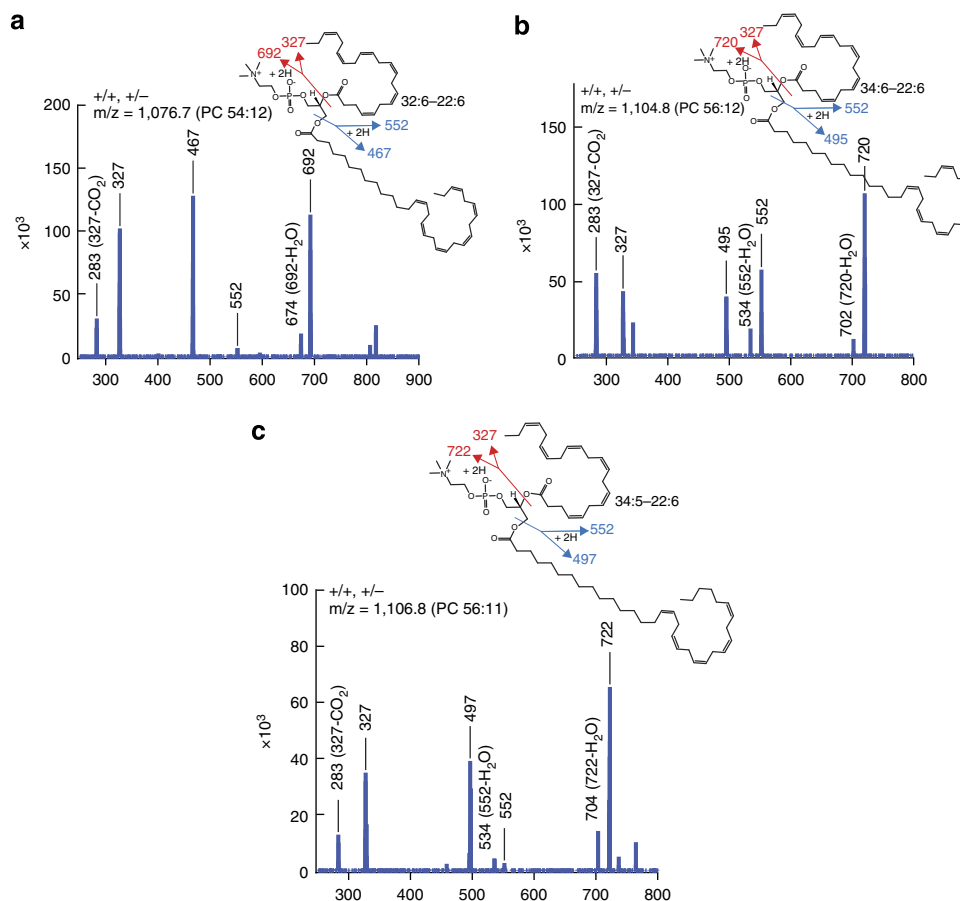 a
692
327
+ 2H
N+
O-
O
P
O
O
H
O
O
O
O
32:6–22:6
552
+ 2H
467
+/+, +/–
m/z = 1,076.7 (PC 54:12)
×10³
200
150
100
50
0
283 (327-CO₂)
327
467
552
674 (692-H₂O)
692
300 400 500 600 700 800 900
b
720
327
+ 2H
N+
O-
O
P
O
O
H
O
O
O
O
34:6–22:6
552
+ 2H
495
+/+, +/–
m/z = 1,104.8 (PC 56:12)
×10³
150
100
50
0
283 (327-CO₂)
327
495
534 (552-H₂O)
552
702 (720-H₂O)
720
300 400 500 600 700 800
c
722
327
+ 2H
N+
O-
O
P
O
O
H
O
O
O
O
34:5–22:6
552
+ 2H
497
+/+, +/–
m/z = 1,106.8 (PC 56:11)
×10³
100
80
60
40
20
0
283 (327-CO₂)
327
497
534 (552-H₂O)
552
704 (722-H₂O)
722
300 400 500 600 700 800